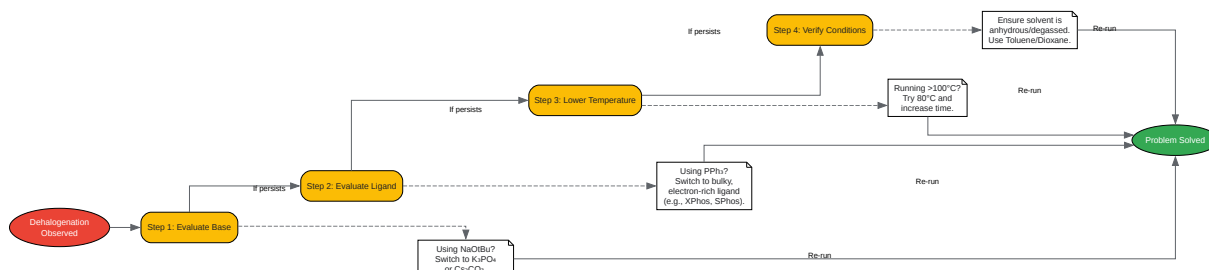 If persists
Step 4: Verify Conditions
Ensure solvent is
anhydrous/degassed.
Use Toluene/Dioxane.
Re-run
Step 3: Lower Temperature
Running >100°C?
Try 80°C and
increase time.
Re-run
If persists
Problem Solved
Step 2: Evaluate Ligand
If persists
Using PPh₃?
Switch to bulky,
electron-rich ligand
(e.g., XPhos, SPhos).
Re-run
Dehalogenation
Observed
Step 1: Evaluate Base
Using NaOtBu?
Switch to K₃PO₄
or Cs₂CO₃
Re-run